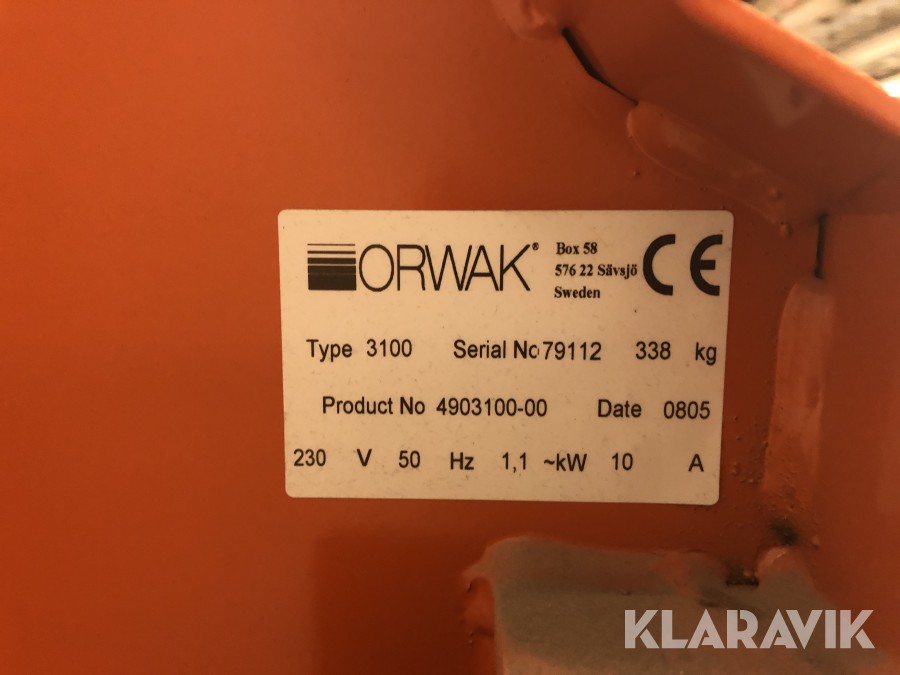 ORWAK®
Box 58
576 22 Sävsjö
Sweden
CE
Type 3100 Serial No 79112 338 kg
Product No 4903100-00 Date 0805
230 V 50 Hz 1,1 ~kW 10 A
KLARAVIK